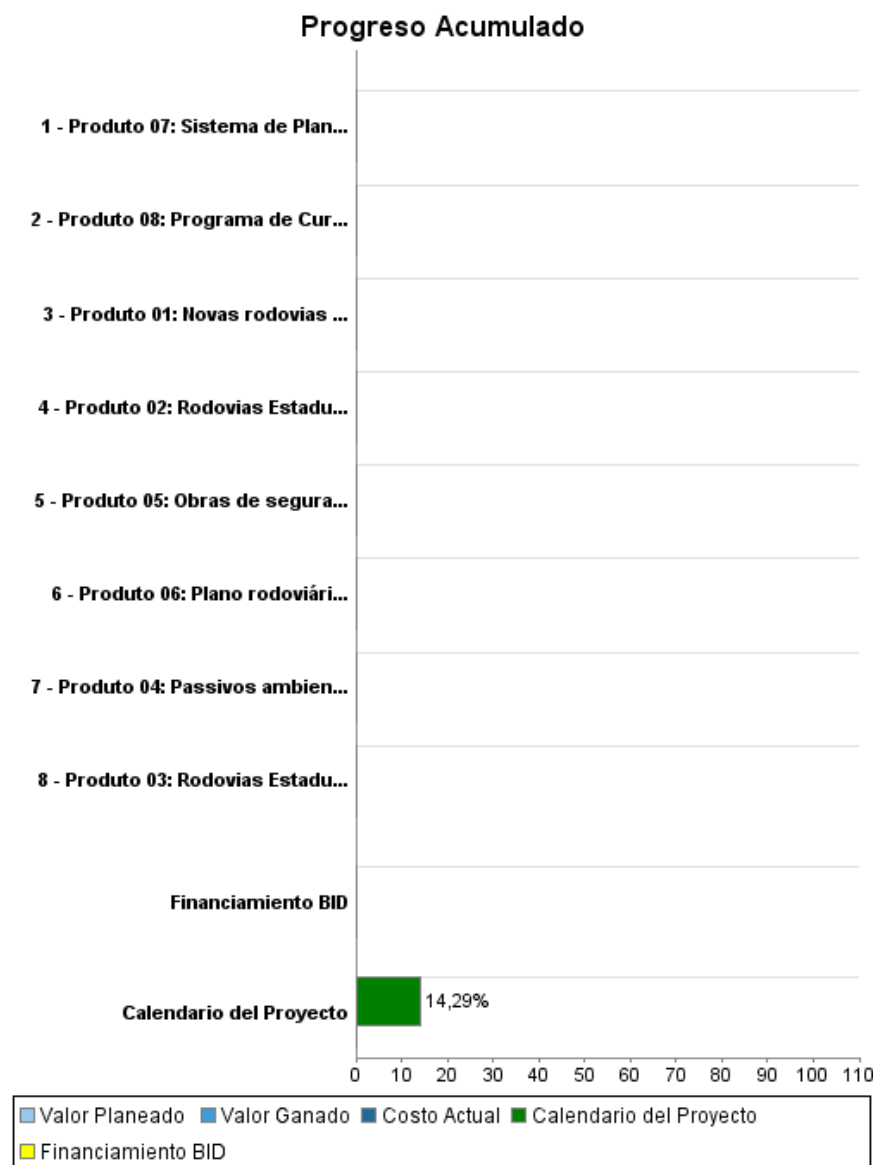 Progreso Acumulado
1 - Produto 07: Sistema de Plan...
2 - Produto 08: Programa de Cur...
3 - Produto 01: Novas rodovias ...
4 - Produto 02: Rodovias Estadu...
5 - Produto 05: Obras de segura...
6 - Produto 06: Plano rodoviári...
7 - Produto 04: Passivos ambien...
8 - Produto 03: Rodovias Estadu...
Financiamiento BID
Calendario del Proyecto
14,29%
0 10 20 30 40 50 60 70 80 90 100 110
Valor Planeado Valor Ganado Costo Actual Calendario del Proyecto
Financiamiento BID